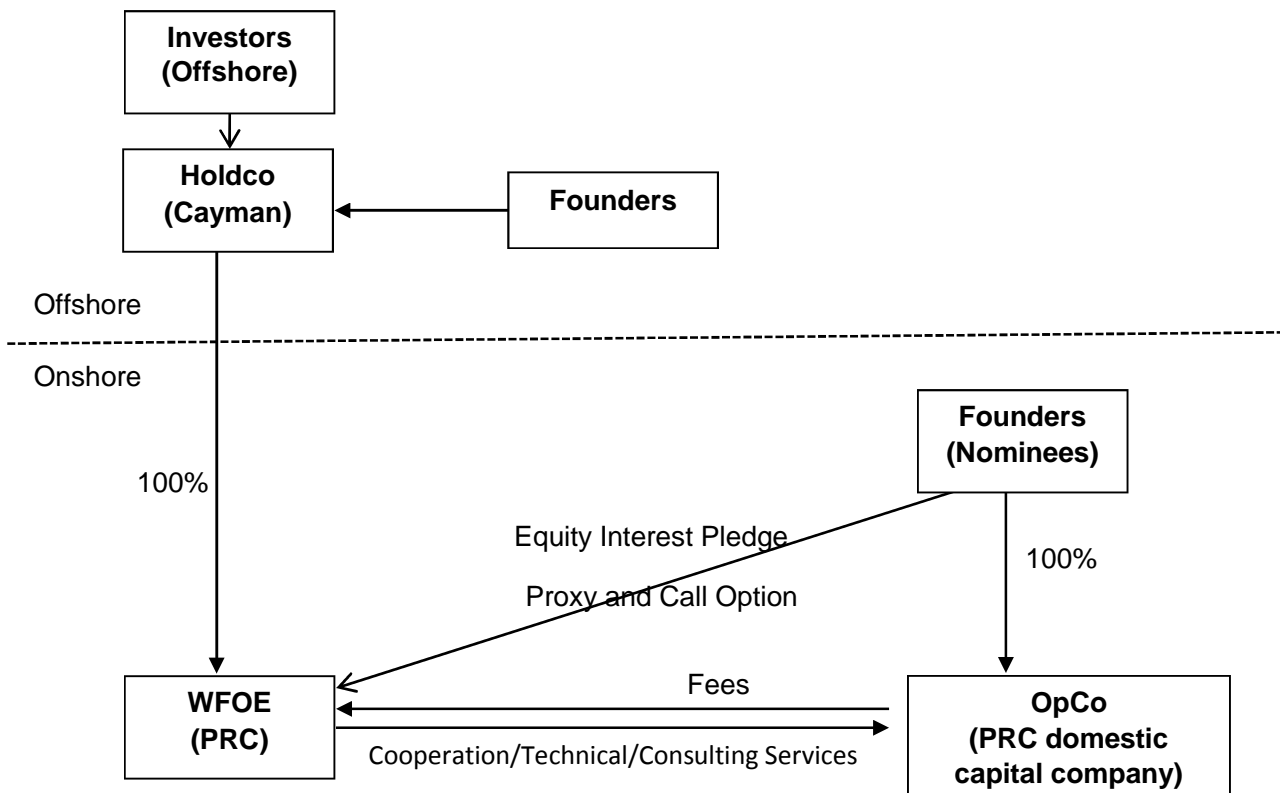 Investors
(Offshore)
Holdco
(Cayman)
Founders
Offshore
Onshore
Founders
(Nominees)
100%
Equity Interest Pledge
100%
Proxy and Call Option
WFOE
(PRC)
Fees
Cooperation/Technical/Consulting Services
OpCo
(PRC domestic
capital company)